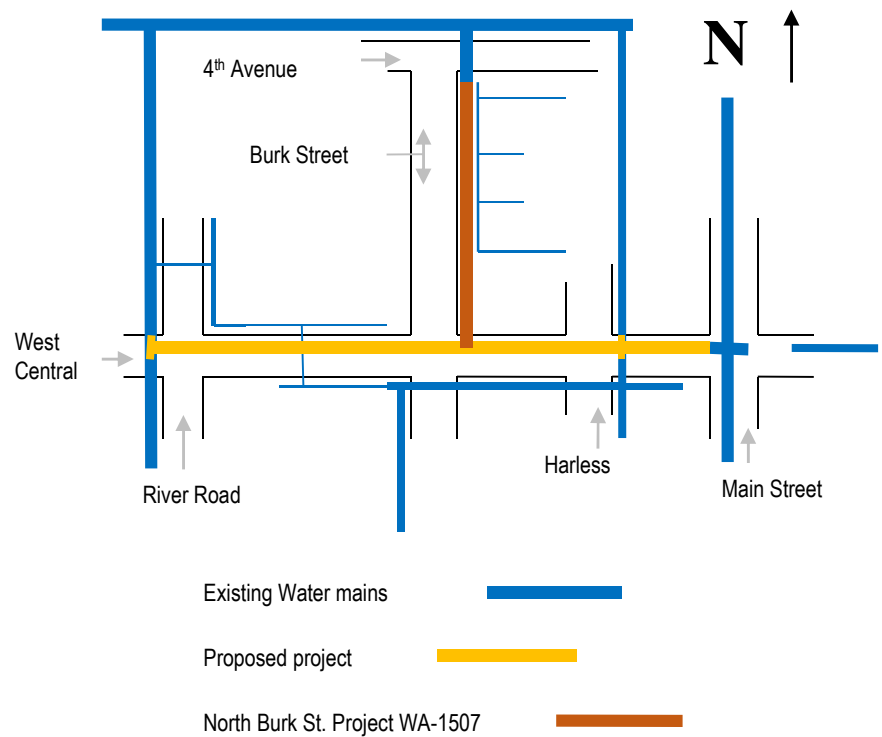 N
4th Avenue
Burk Street
West
Central
Harless
River Road
Main Street
Existing Water mains
Proposed project
North Burk St. Project WA-1507